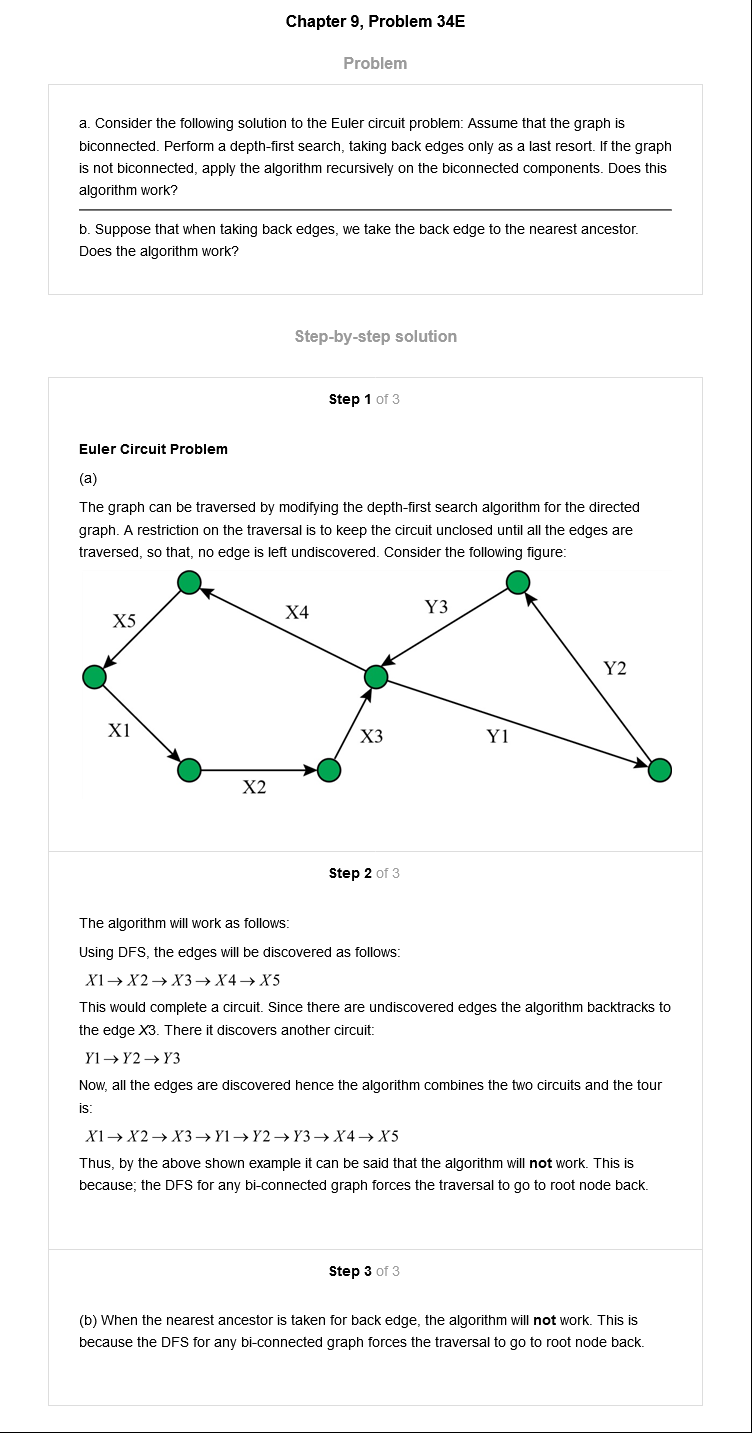 Chapter 9, Problem 34E
Problem
a. Consider the following solution to the Euler circuit problem: Assume that the graph is
biconnected. Perform a depth-first search, taking back edges only as a last resort. If the graph
is not biconnected, apply the algorithm recursively on the biconnected components. Does this
algorithm work?
b. Suppose that when taking back edges, we take the back edge to the nearest ancestor.
Does the algorithm work?
Step-by-step solution
Step 1 of 3
Euler Circuit Problem
(a)
The graph can be traversed by modifying the depth-first search algorithm for the directed
graph. A restriction on the traversal is to keep the circuit unclosed until all the edges are
traversed, so that, no edge is left undiscovered. Consider the following figure:
X5
X4
Y3
Y2
X1
X3
Y1
X2
Step 2 of 3
The algorithm will work as follows:
Using DFS, the edges will be discovered as follows:
X1→X2→X3→X4→X5
This would complete a circuit. Since there are undiscovered edges the algorithm backtracks to
the edge X3. There it discovers another circuit:
Y1→Y2→Y3
Now, all the edges are discovered hence the algorithm combines the two circuits and the tour
is:
X1→X2→X3→Y1→Y2→Y3→X4→X5
Thus, by the above shown example it can be said that the algorithm will not work. This is
because; the DFS for any bi-connected graph forces the traversal to go to root node back.
Step 3 of 3
(b) When the nearest ancestor is taken for back edge, the algorithm will not work. This is
because the DFS for any bi-connected graph forces the traversal to go to root node back.